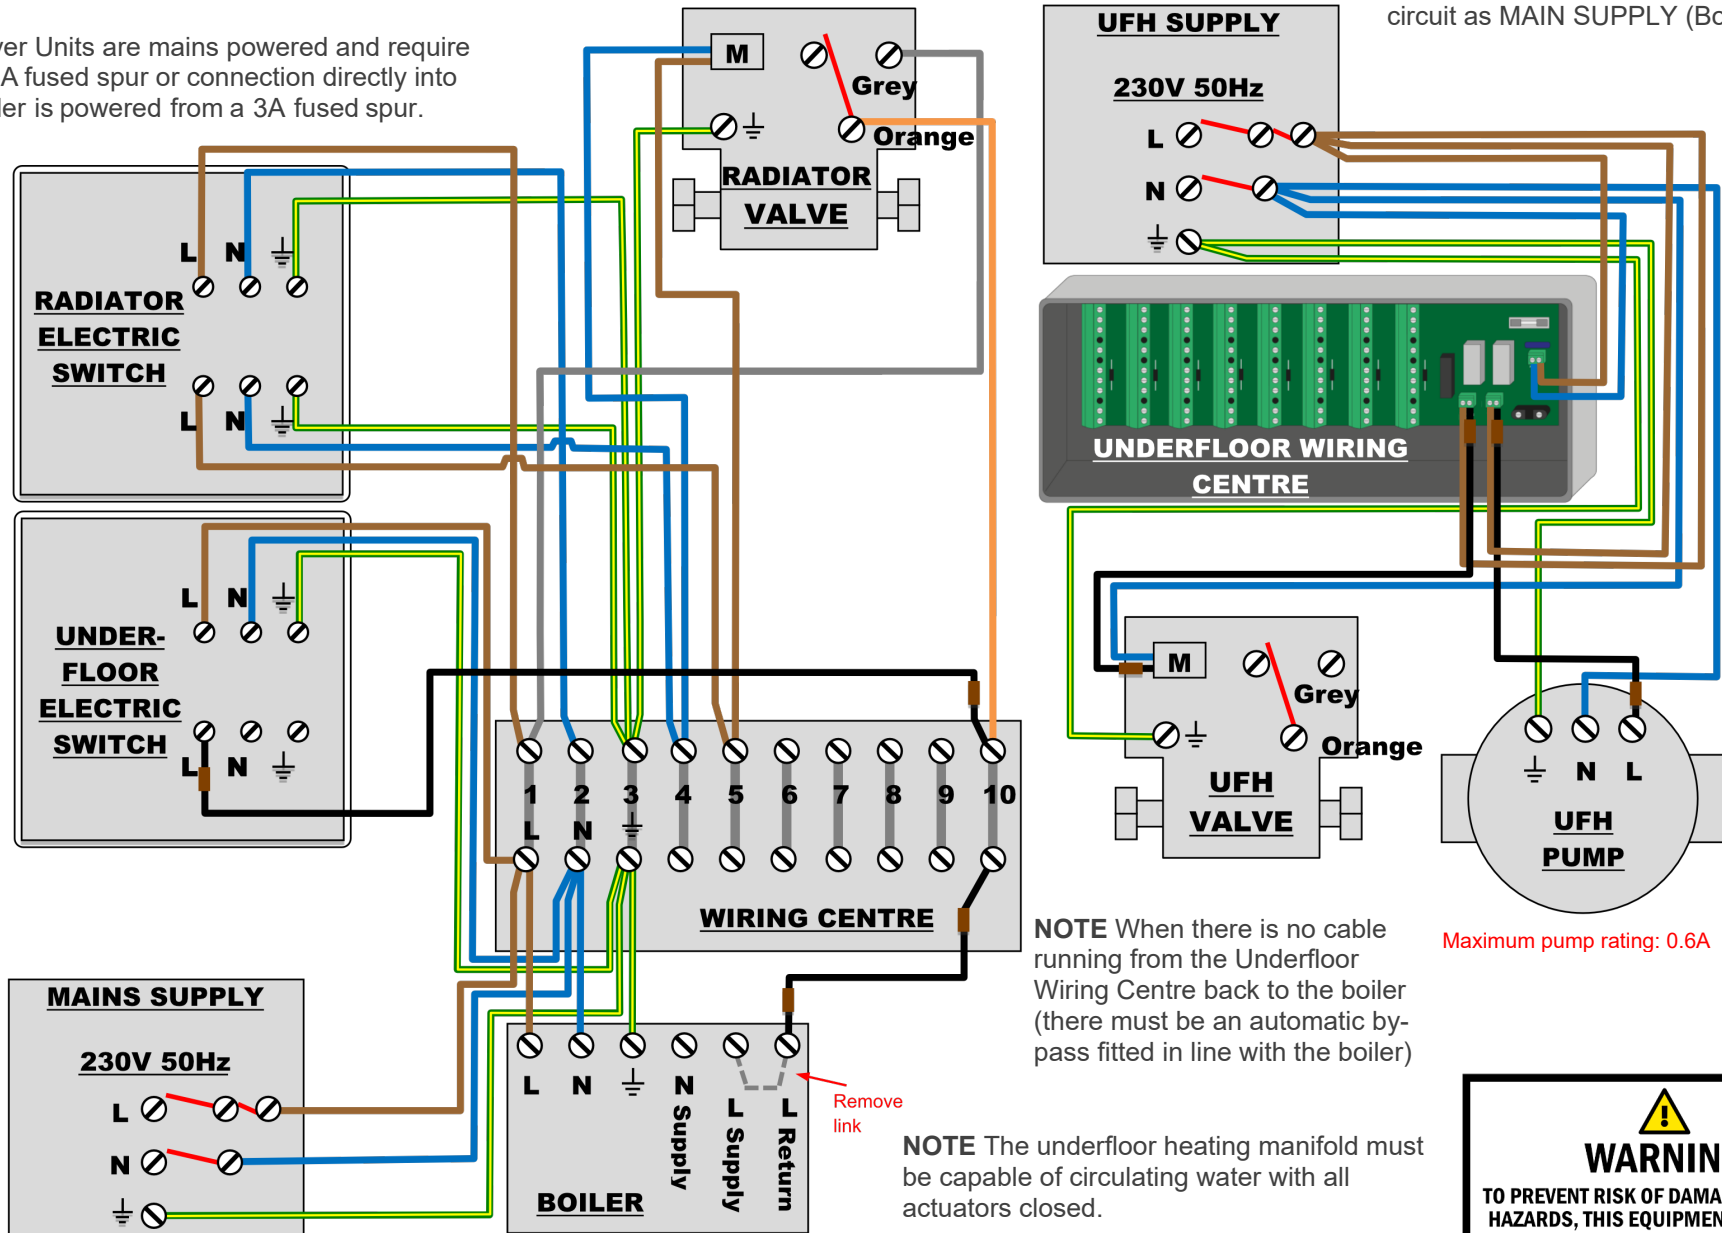 circuit as MAIN SUPPLY
er Units are mains powered and require
A fused spur or connection directly into
is powered from a 3A fused spur.
M
Grey
Orange
RADIATOR
VALVE
UFH SUPPLY
230V 50Hz
L
N
L N
RADIATOR
ELECTRIC
SWITCH
L N
UNDERFLOOR WIRING
CENTRE
L N
UNDER-
FLOOR
ELECTRIC
SWITCH
L N
M
Grey
Orange
UFH
VALVE
N L
UFH
PUMP
Maximum pump rating: 0.6A
1 2 3 4 5 6 7 8 9 10
L N
WIRING CENTRE
NOTE When there is no cable
running from the Underfloor
Wiring Centre back to the boiler
(there must be an automatic by-
pass fitted in line with the boiler)
MAINS SUPPLY
230V 50Hz
L
N
L N N Supply L Supply L Return
BOILER
Remove
link
NOTE The underfloor heating manifold must
be capable of circulating water with all
actuators closed.
WARNIN
TO PREVENT RISK OF DAMA
HAZARDS, THIS EQUIPMEN